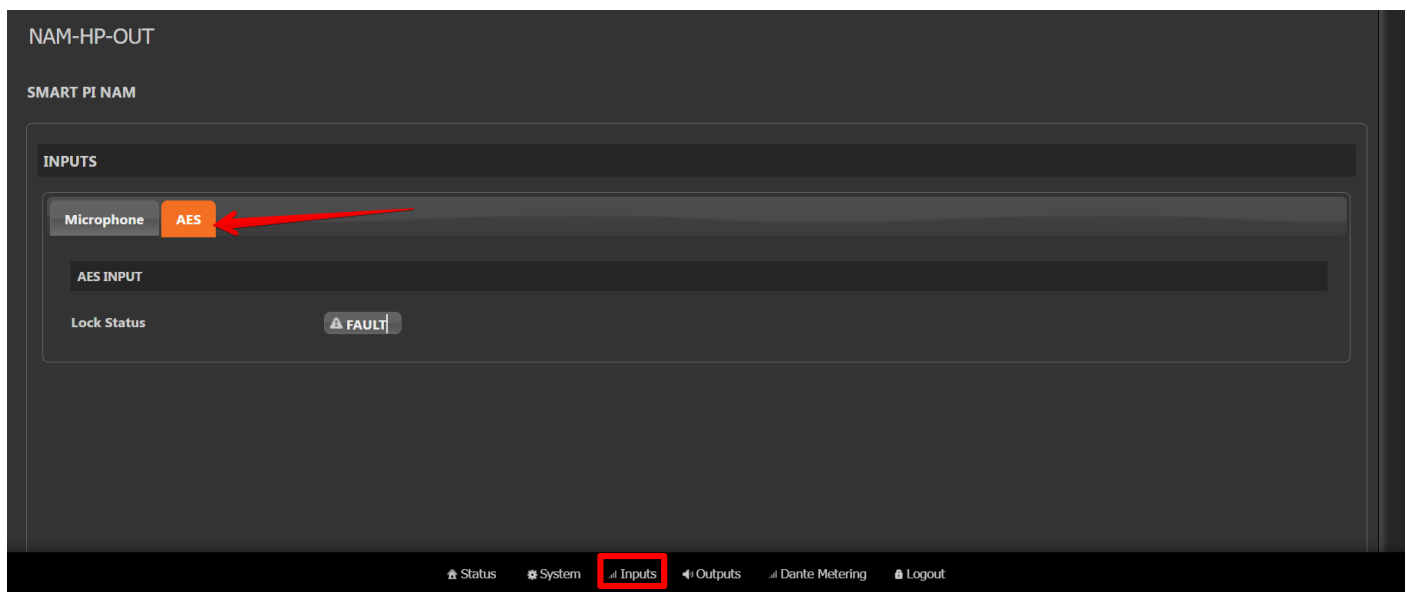 NAM-HP-OUT
SMART PI NAM
INPUTS
Microphone AES
AES INPUT
Lock Status FAULT
Status System Inputs Outputs Dante Metering Logout